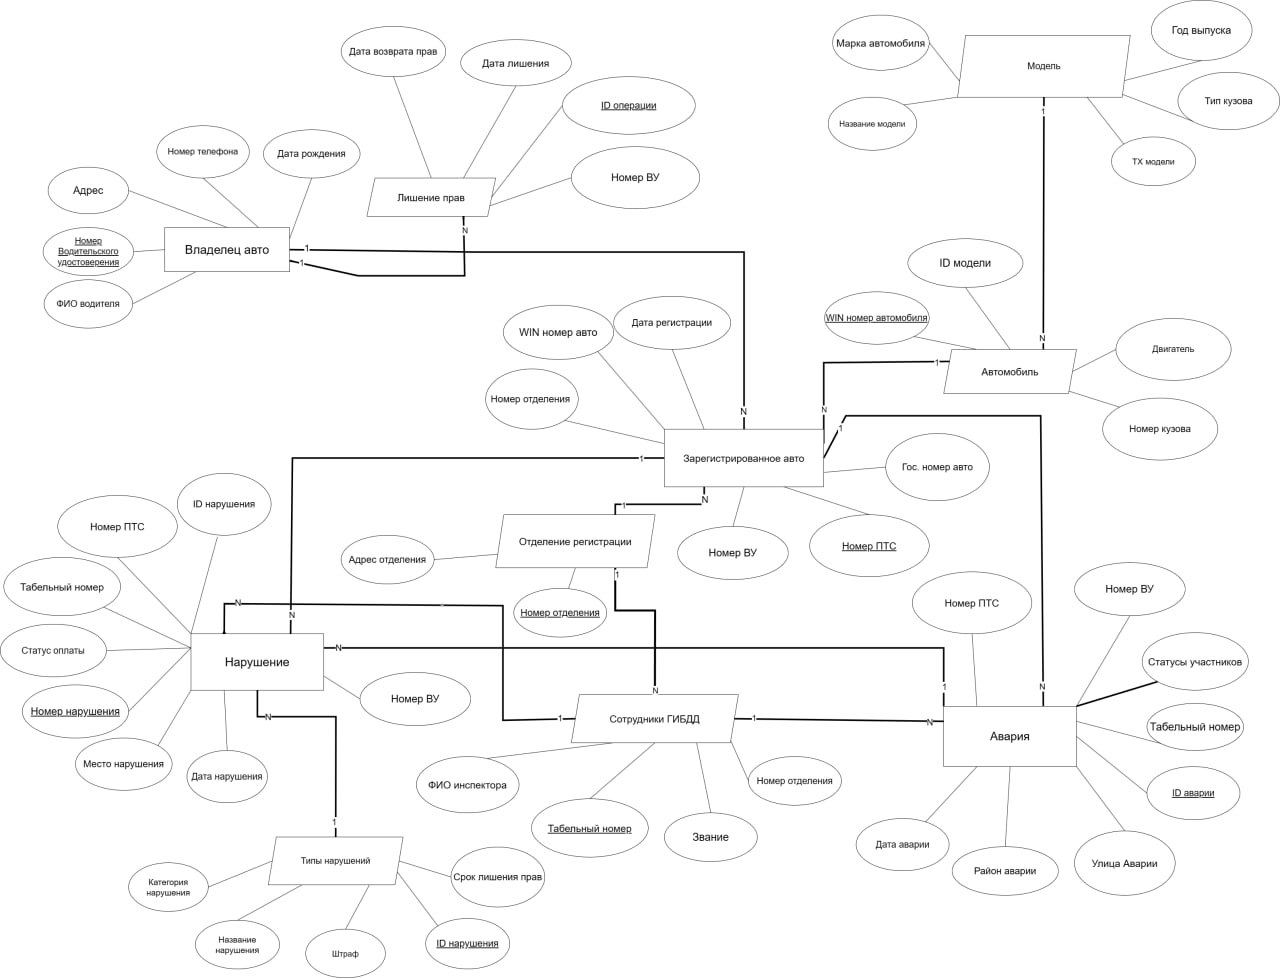 Дата возврата прав
Дата лишения
ID операции
Номер ВУ
Лишение прав
N
Номер телефона
Дата рождения
Адрес
Номер
Водительского
удостоверения
ФИО водителя
Владелец авто
1
1
Марка автомобиля
Год выпуска
Модель
Тип кузова
Название модели
ТХ модели
1
N
ID модели
WIN номер автомобиля
Двигатель
Автомобиль
Номер кузова
1
N
N
1
WIN номер авто
Дата регистрации
Номер отделения
Зарегистрированное авто
1
Гос. номер авто
N
1
Номер ВУ
Номер ПТС
Отделение регистрации
Адрес отделения
Номер отделения
1
N
ID нарушения
Номер ПТС
Табельный номер
Статус оплаты
Номер нарушения
Место нарушения
Дата нарушения
Номер ВУ
Нарушение
N
N
N
N
1
Сотрудники ГИБДД
1
1
N
ФИО инспектора
Табельный номер
Звание
Номер отделения
Номер ПТС
Номер ВУ
Статусы участников
Табельный номер
ID аварии
Улица Аварии
Район аварии
Дата аварии
Авария
1
N
1
Типы нарушений
Категория
нарушения
Название
нарушения
Штраф
ID нарушения
Срок лишения прав